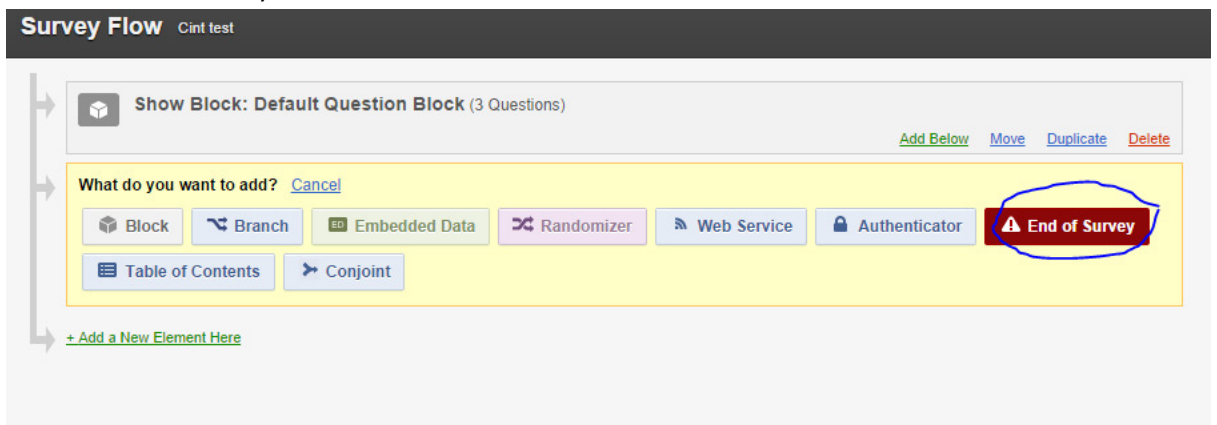 Survey Flow Cint test
Show Block: Default Question Block (3 Questions)
Add Below Move Duplicate Delete
What do you want to add? Cancel
Block Branch ED Embedded Data Randomizer Web Service Authenticator End of Survey
Table of Contents Conjoint
+ Add a New Element Here